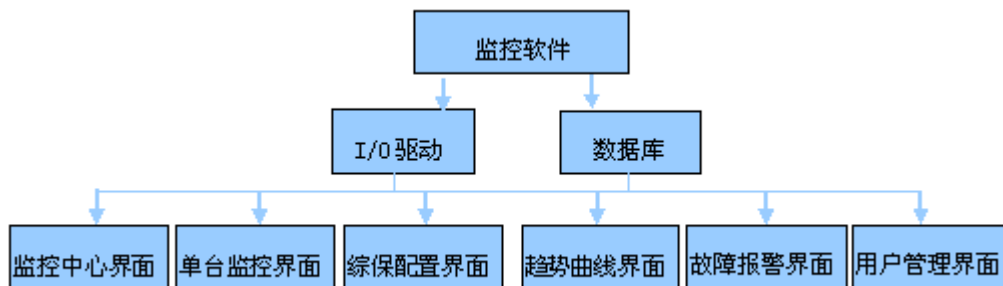 监控软件
I/O驱动
数据库
监控中心界面
单台监控界面
综保配置界面
趋势曲线界面
故障报警界面
用户管理界面